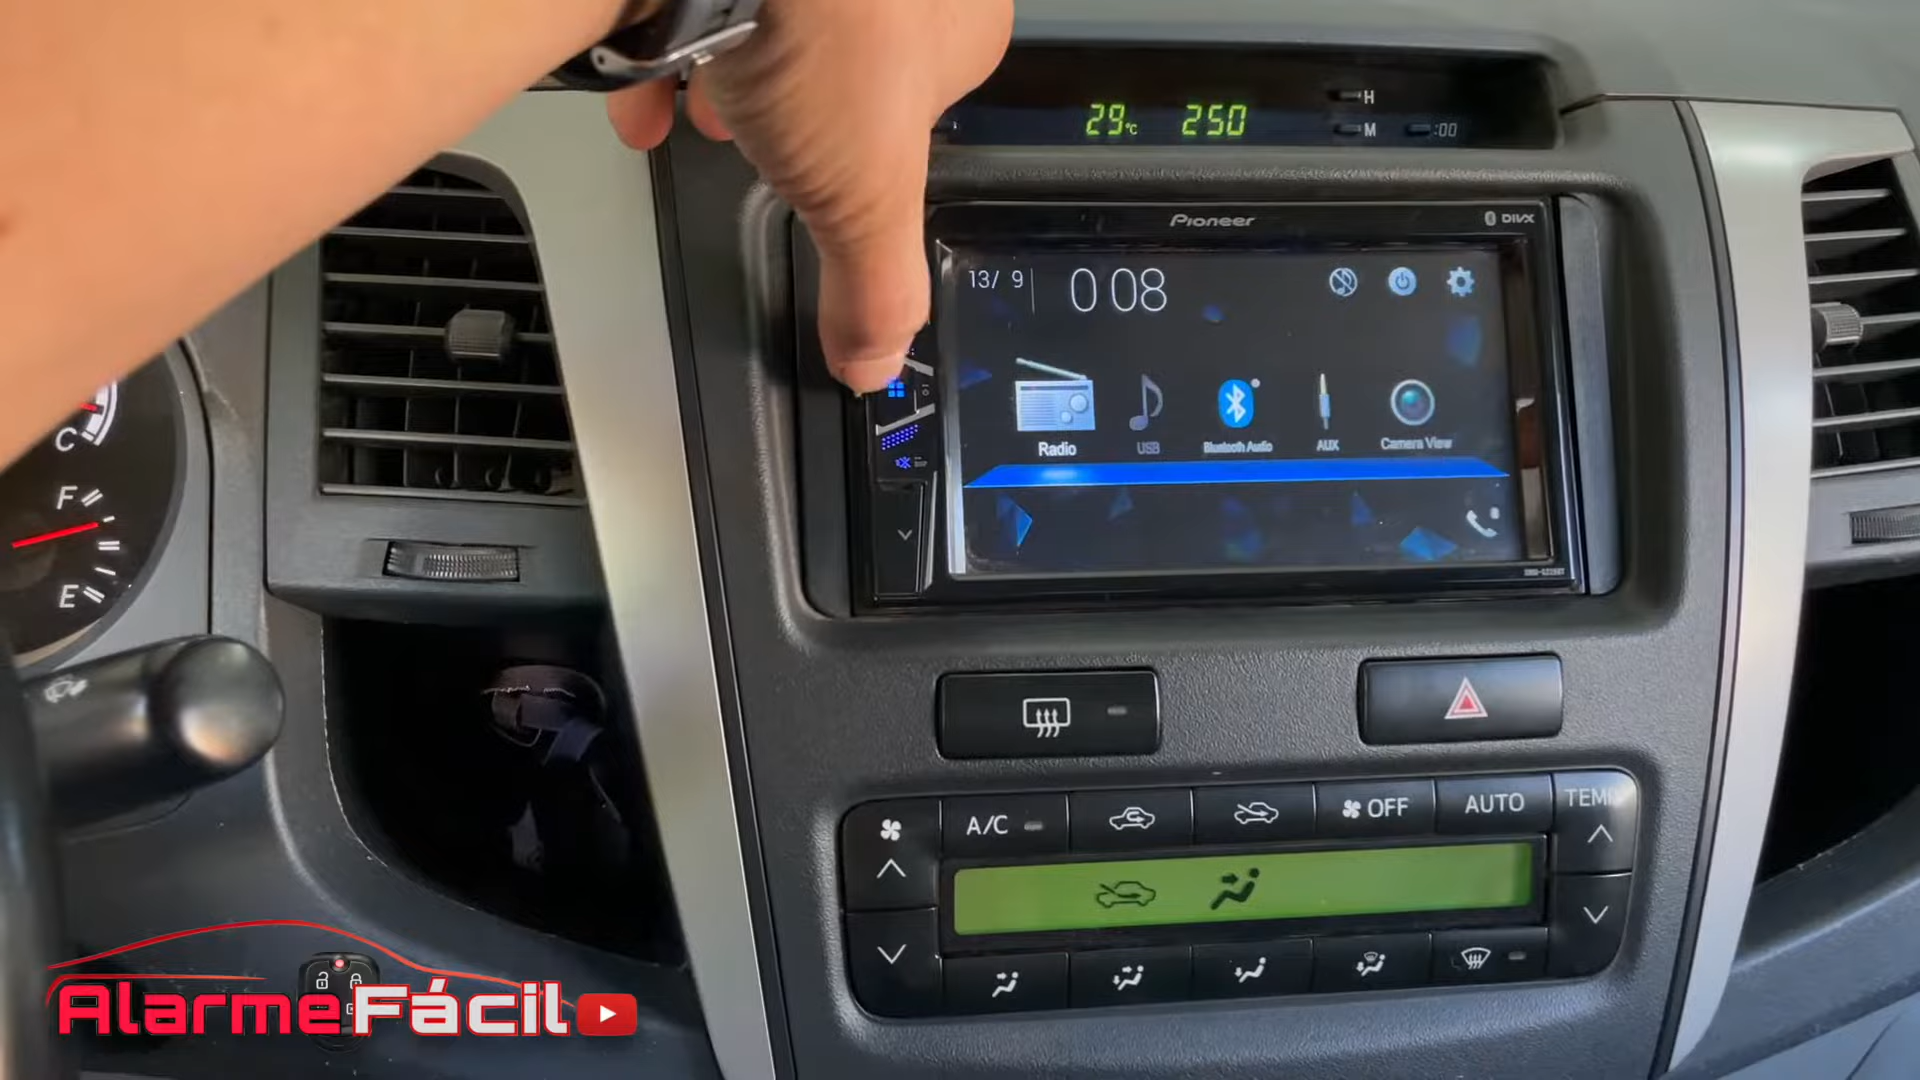 29°C 250
H
M :00
Pioneer
DIVX
13/ 9 0 08
Radio
USB
Bluetooth Audio
AUX
Camera View
C
F
E
A/C
OFF
AUTO
TEMP
AlarmeFácil